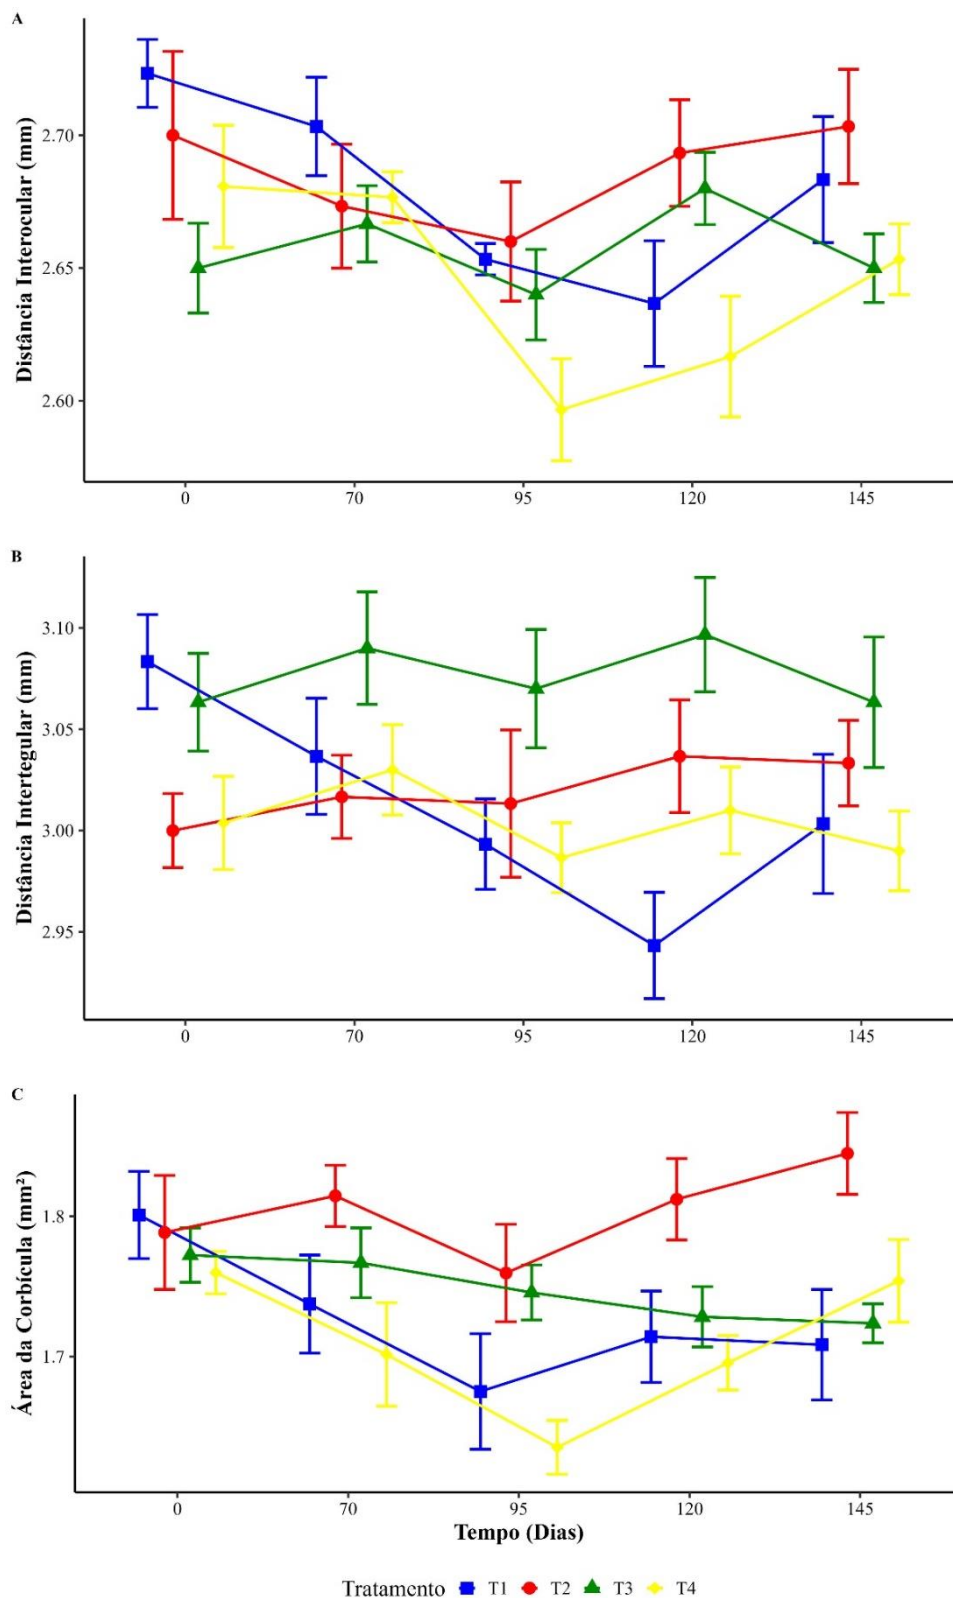 A
Distância Interocular (mm)
2.70
2.65
2.60
0 70 95 120 145
B
Distância Intertegular (mm)
3.10
3.05
3.00
2.95
0 70 95 120 145
C
Área da Corbícula (mm²)
1.8
1.7
0 70 95 120 145
Tempo (Dias)
Tratamento T1 T2 T3 T4